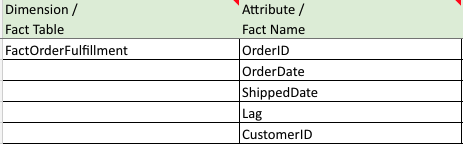 Dimension / Attribute /
Fact Table Fact Name
FactOrderFulfillment OrderID
OrderDate
ShippedDate
Lag
CustomerID